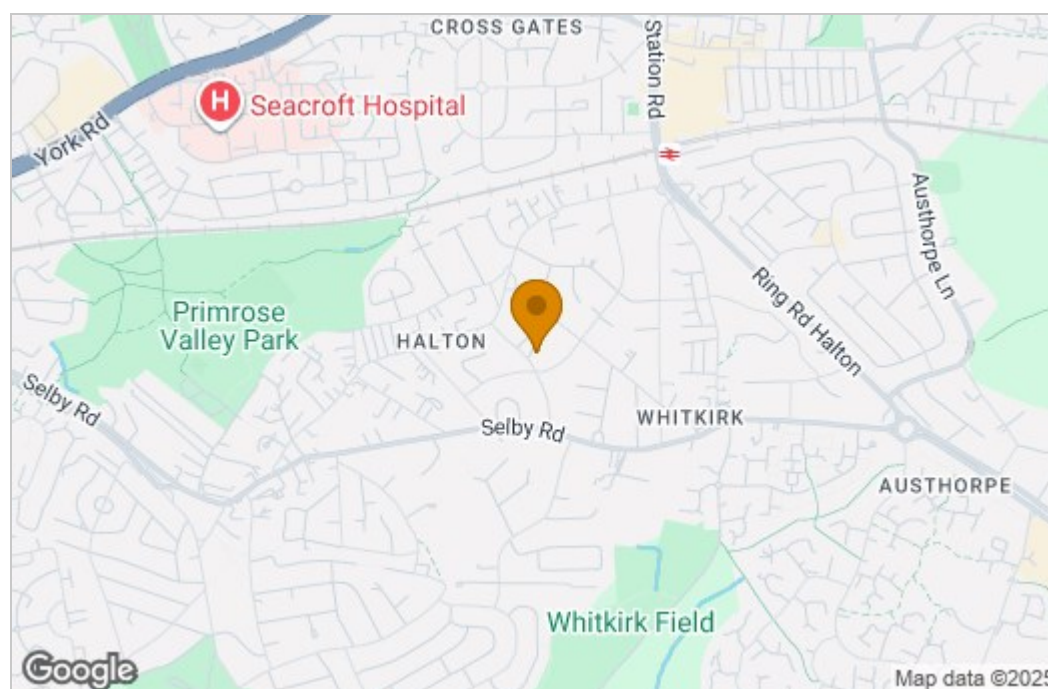 CROSS GATES
Station Rd
H
Seacroft Hospital
York Rd
Austhorpe Ln
Primrose
Valley Park
HALTON
Ring Rd Halton
Selby Rd
Selby Rd
WHITKIRK
AUSTHORPE
Whitkirk Field
Google
Map data ©2025